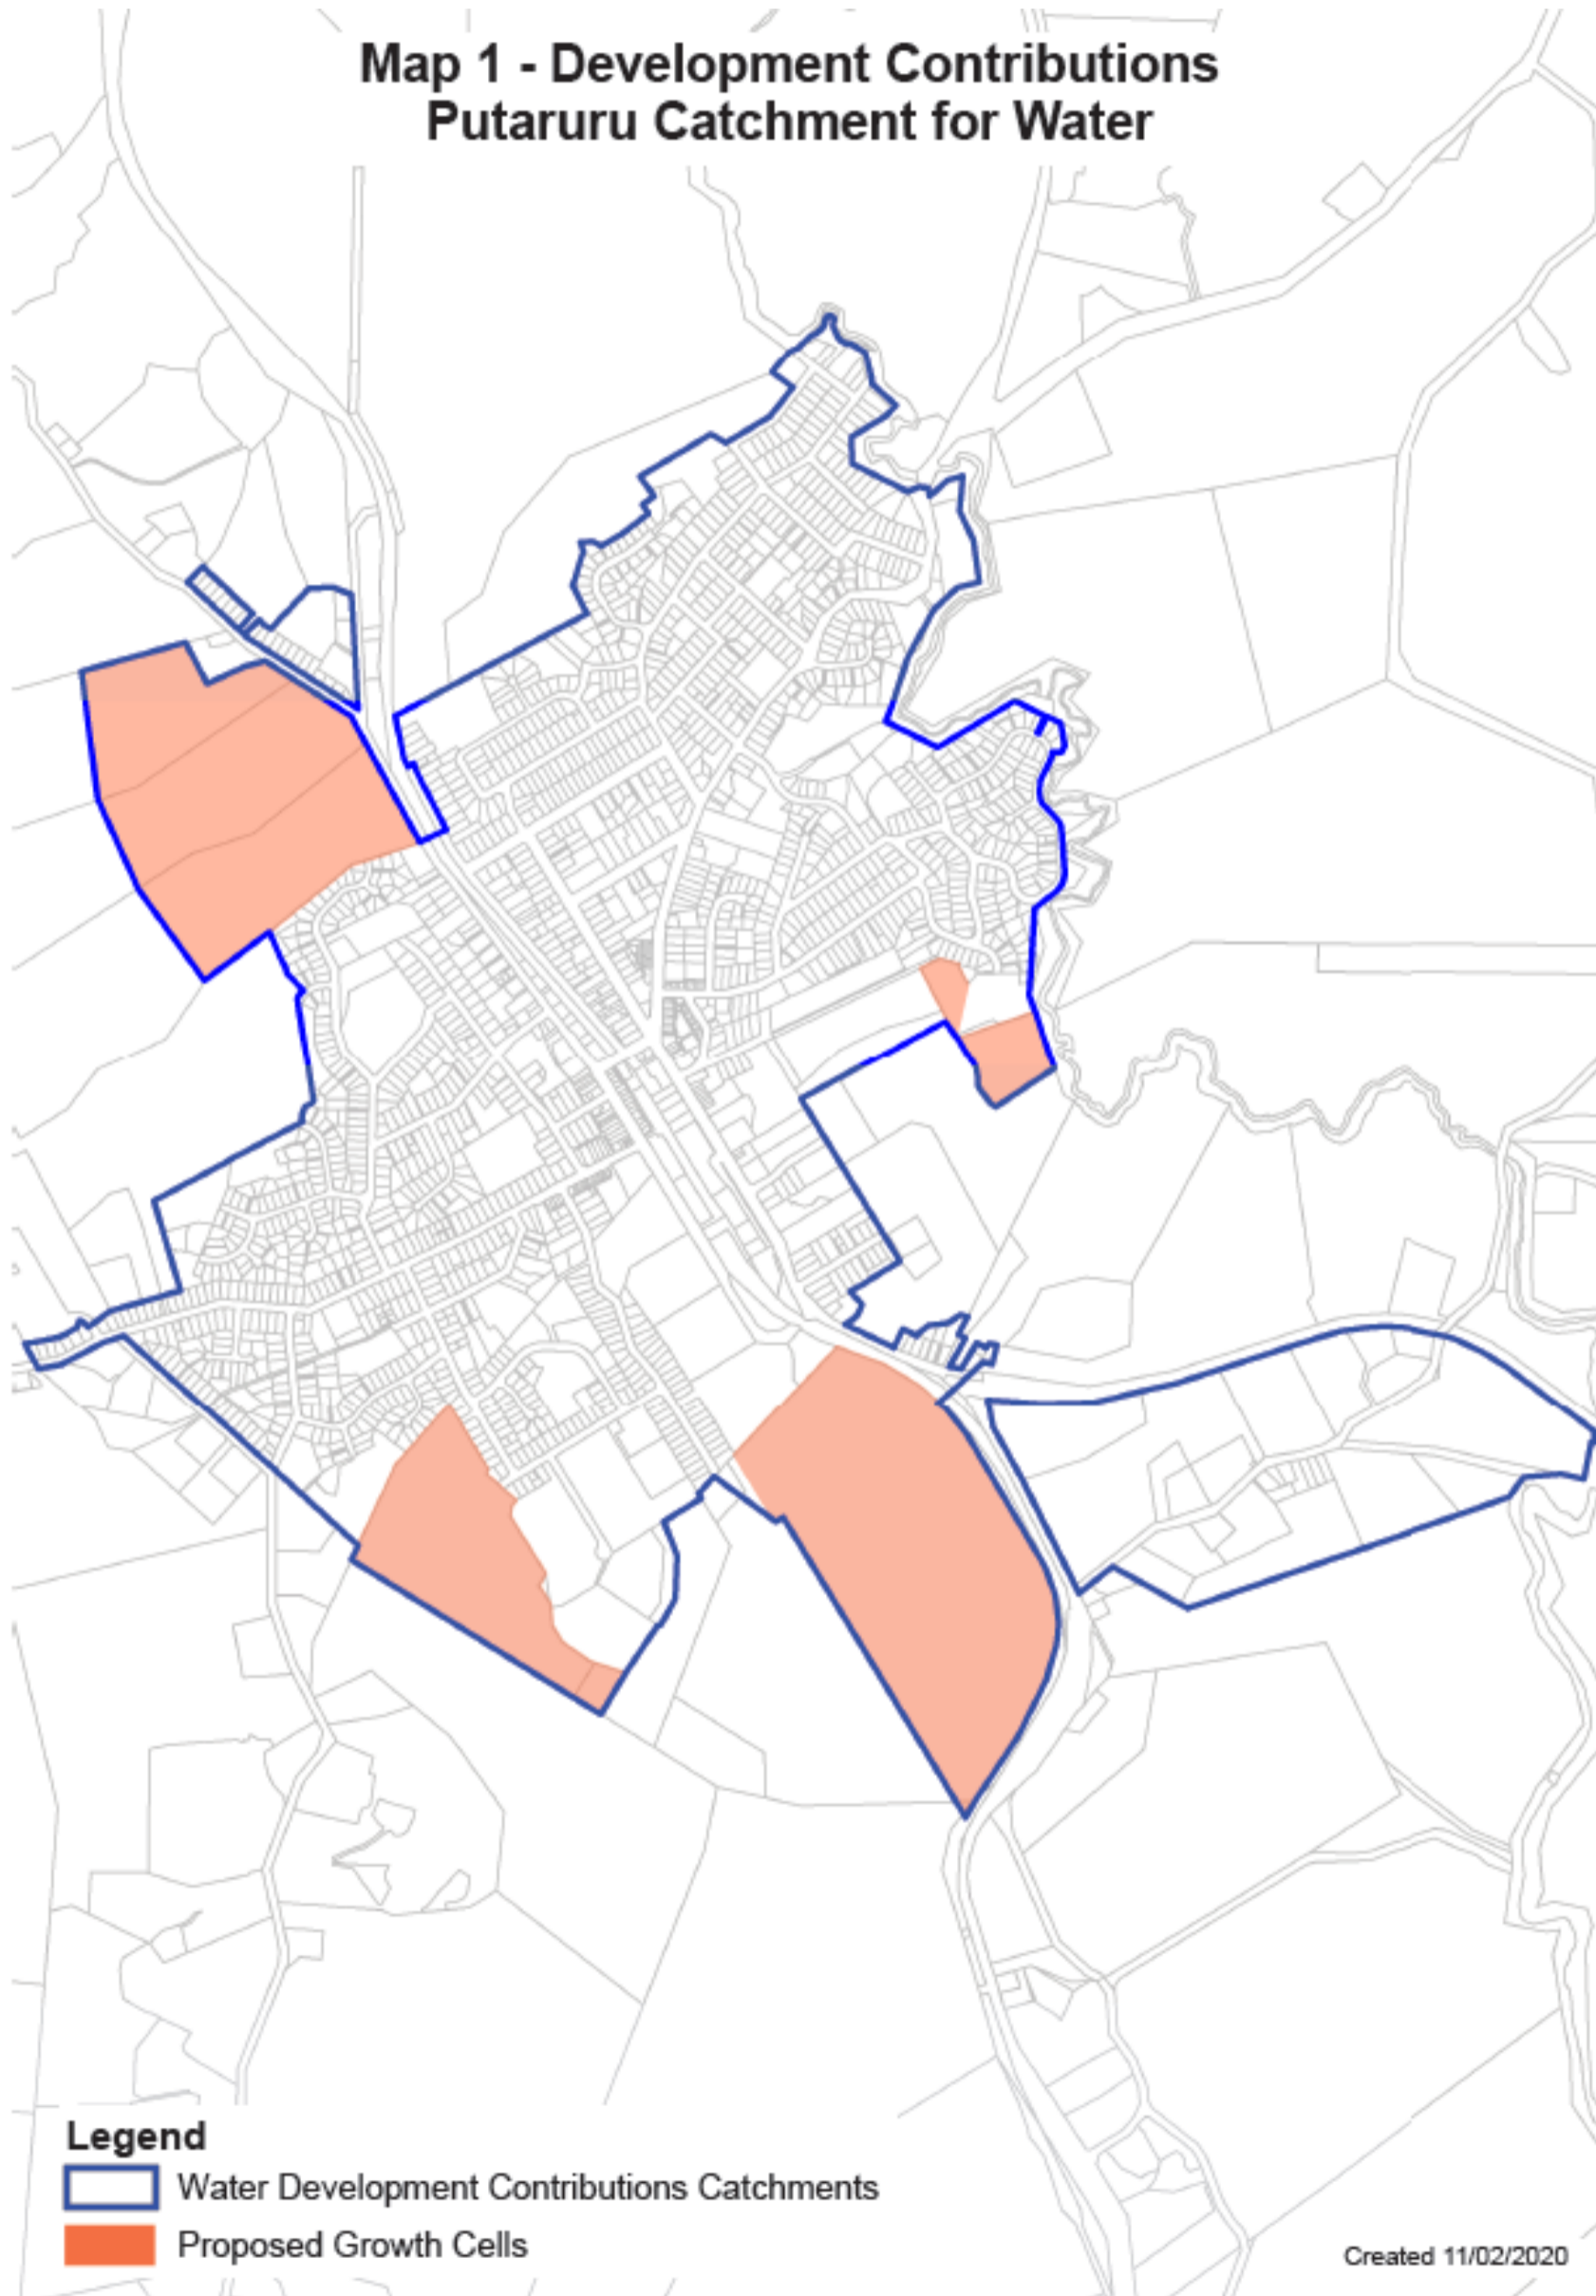 Map 1 - Development Contributions
Putaruru Catchment for Water
Legend
Water Development Contributions Catchments
Proposed Growth Cells
Created 11/02/2020